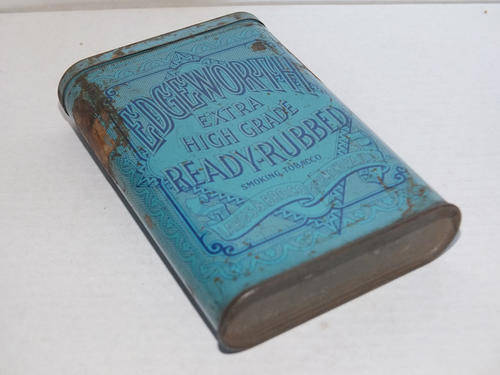 EDGEWORTH
EXTRA
HIGH GRADE
READY-RUBBED
SMOKING TOBACCO